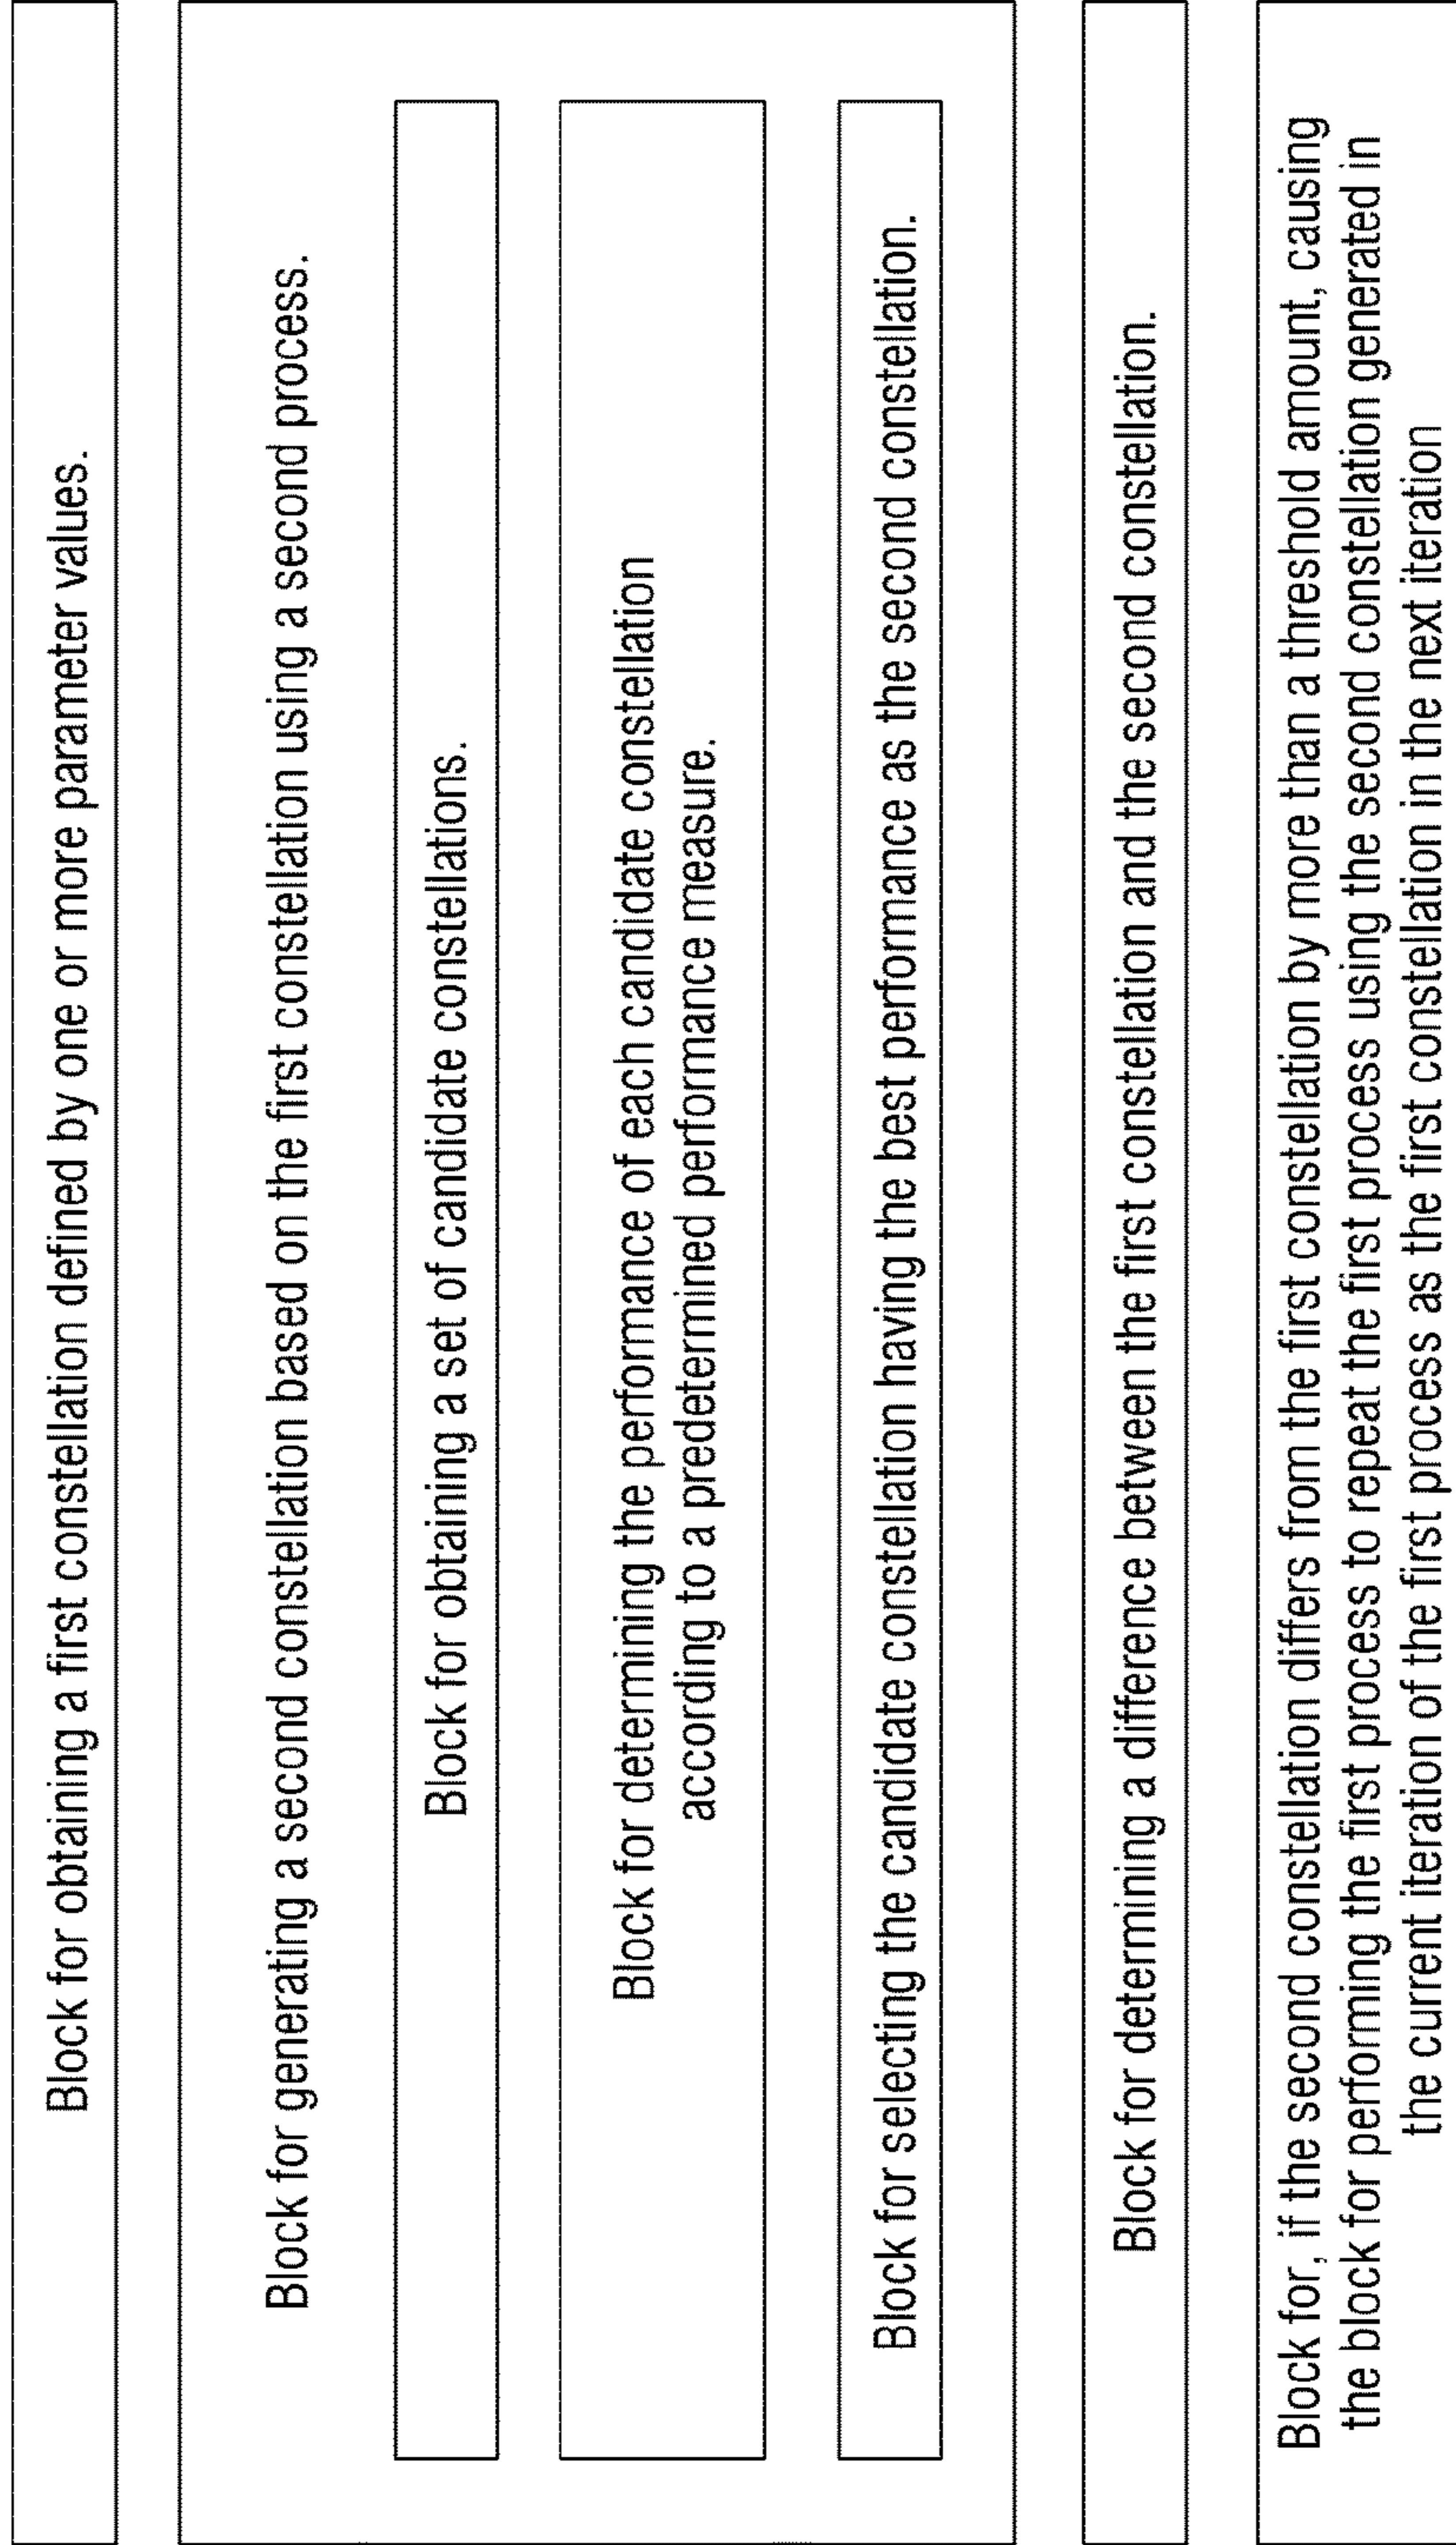 Block for obtaining a first constellation defined by one or more parameter values.
Block for generating a second constellation based on the first constellation using a second process.
Block for obtaining a set of candidate constellations.
Block for determining the performance of each candidate constellation
according to a predetermined performance measure.
Block for selecting the candidate constellation having the best performance as the second constellation.
Block for determining a difference between the first constellation and the second constellation.
Block for, if the second constellation differs from the first constellation by more than a threshold amount, causing
the block for performing the first process to repeat the first process using the second constellation generated in
the current iteration of the first process as the first constellation in the next iteration